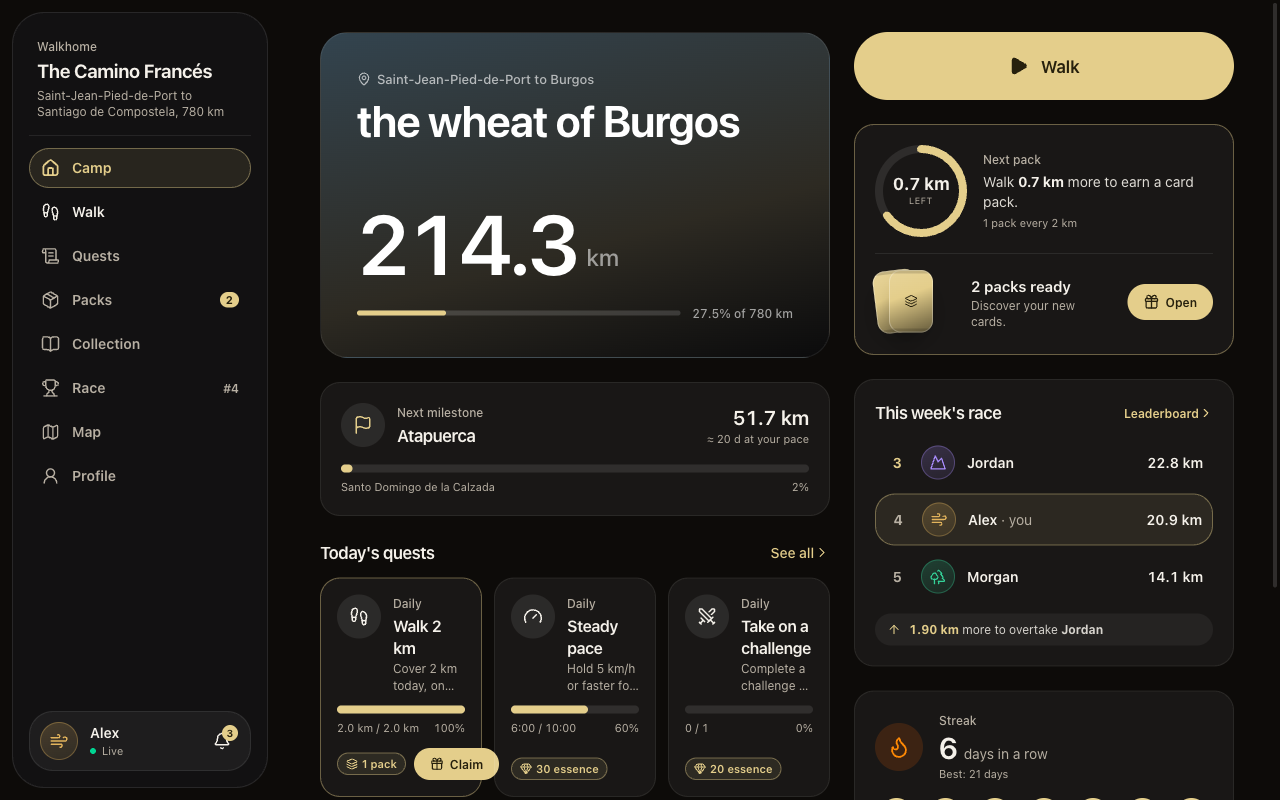 Walkhome
The Camino Francés
Saint-Jean-Pied-de-Port to
Santiago de Compostela, 780 km
Camp
Walk
Quests
Packs
2
Collection
Race
#4
Map
Profile
Alex
Live
3
Saint-Jean-Pied-de-Port to Burgos
the wheat of Burgos
214.3 km
27.5% of 780 km
Next milestone
Atapuerca
51.7 km
≈ 20 d at your pace
Santo Domingo de la Calzada
2%
Today's quests
See all
Daily
Walk 2
km
Cover 2 km
today, on...
2.0 km / 2.0 km
100%
1 pack
Claim
Daily
Steady
pace
Hold 5 km/h
or faster fo...
6:00 / 10:00
60%
30 essence
Daily
Take on a
challenge
Complete a
challenge ...
0 / 1
0%
20 essence
Walk
0.7 km
LEFT
Next pack
Walk 0.7 km more to earn a card
pack.
1 pack every 2 km
2 packs ready
Discover your new
cards.
Open
This week's race
Leaderboard
3
Jordan
22.8 km
4
Alex · you
20.9 km
5
Morgan
14.1 km
1.90 km more to overtake Jordan
Streak
6 days in a row
Best: 21 days